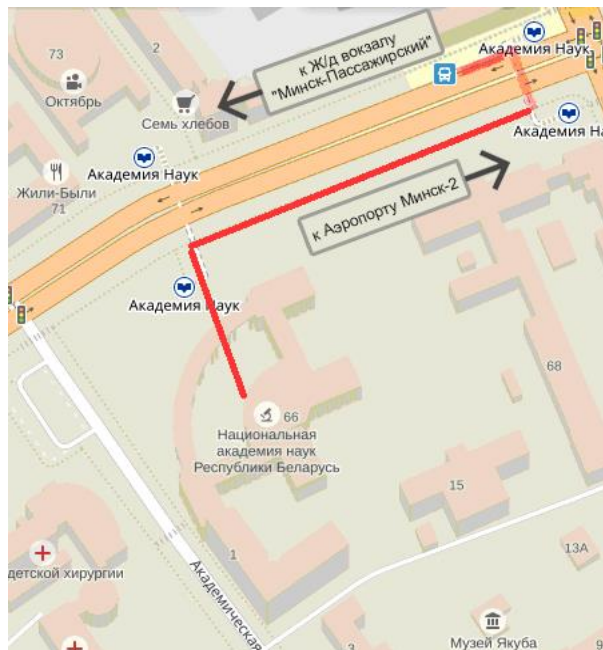 73
2
к Ж/д вокзалу
"Минск-Пассажирский"
Академия Наук
Октябрь
Семь хлебов
Академия На
Академия Наук
Жили-Были
71
к Аэропорту Минск-2
Академия Наук
68
66
Национальная
академия наук
Республики Беларусь
15
13А
1
детской хирургии
Академическая
3
Музей Якуба
9